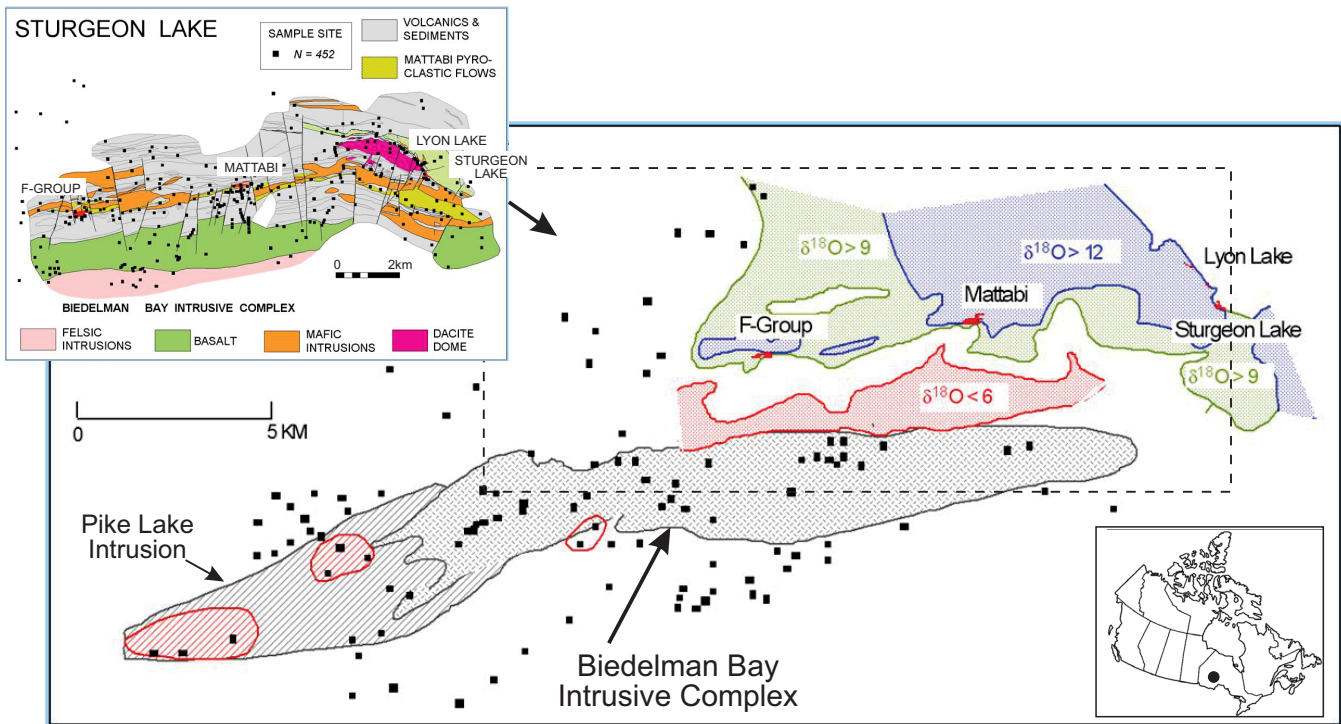 STURGEON LAKE
SAMPLE SITE
N = 452
VOLCANICS &
SEDIMENTS
MATTABI PYRO-
CLASTIC FLOWS
LYON LAKE
STURGEON
LAKE
MATTABI
F-GROUP
0 2km
BIEDELMAN BAY INTRUSIVE COMPLEX
FELSIC
INTRUSIONS
BASALT
MAFIC
INTRUSIONS
DACITE
DOME
δ18O> 9
δ18O> 12
Lyon Lake
Mattabi
F-Group
Sturgeon Lake
δ18O> 9
δ18O < 6
0 5 KM
Pike Lake
Intrusion
Biedelman Bay
Intrusive Complex